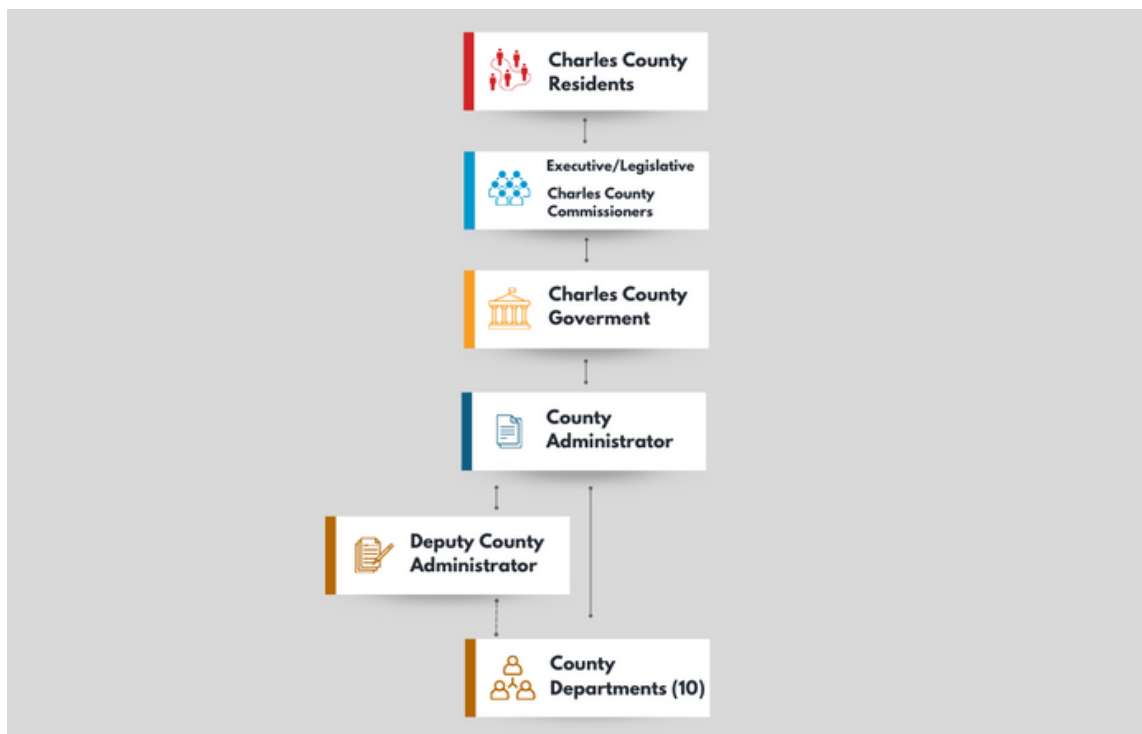 Charles County
Residents
Executive/Legislative
Charles County
Commissioners
Charles County
Goverment
County
Administrator
Deputy County
Administrator
County
Departments (10)